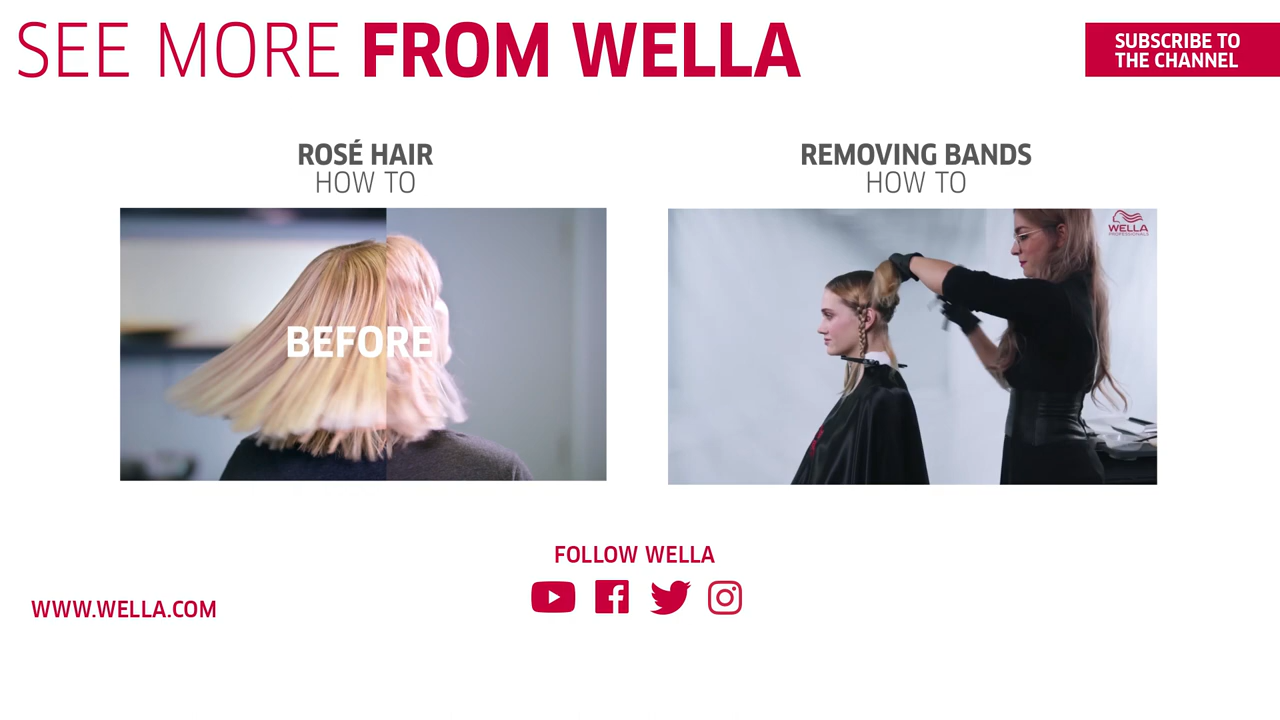 SEE MORE FROM WELLA
SUBSCRIBE TO
THE CHANNEL
ROSÉ HAIR
HOW TO
REMOVING BANDS
HOW TO
BEFORE
WELLA
PROFESSIONALS
FOLLOW WELLA
WWW.WELLA.COM